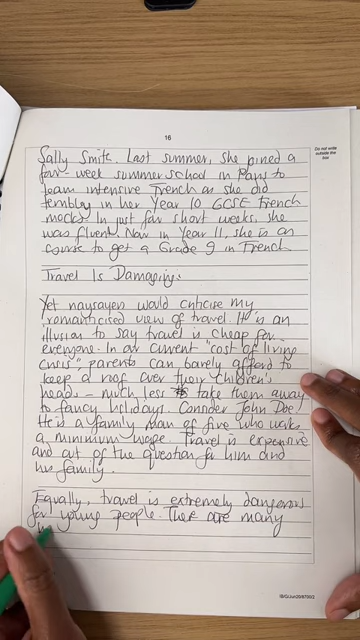 16
Do not write
outside the
box
Sally Smith. Last summer, she joined a
four-week summer school in Paris to
learn intensive French as she did
terribly in her Year 10 GCSE French
mocks. In just four short weeks, she
was fluent. Now in Year 11, she is on
course to get a Grade 9 in French
Travel Is Damaging:
Yet naysayers would criticise my
romanticised view of travel. It is an
illusion to say travel is cheap for
everyone. In our current "cost of living
crisis", parents can barely afford to
keep a roof over their children's
heads - much less take them away
to fancy holidays. Consider John Doe.
He is a family man of five who works
a minimum wage. Travel is expensive
and out of the question for him and
his family.
Equally, travel is extremely dangerous
for young people. There are many
IB/G/Jun20/8700/2